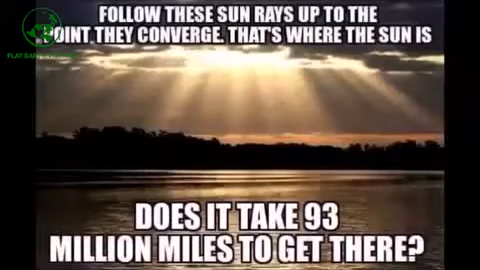 FOLLOW THESE SUN RAYS UP TO THE
POINT THEY CONVERGE. THAT'S WHERE THE SUN IS
DOES IT TAKE 93
MILLION MILES TO GET THERE?